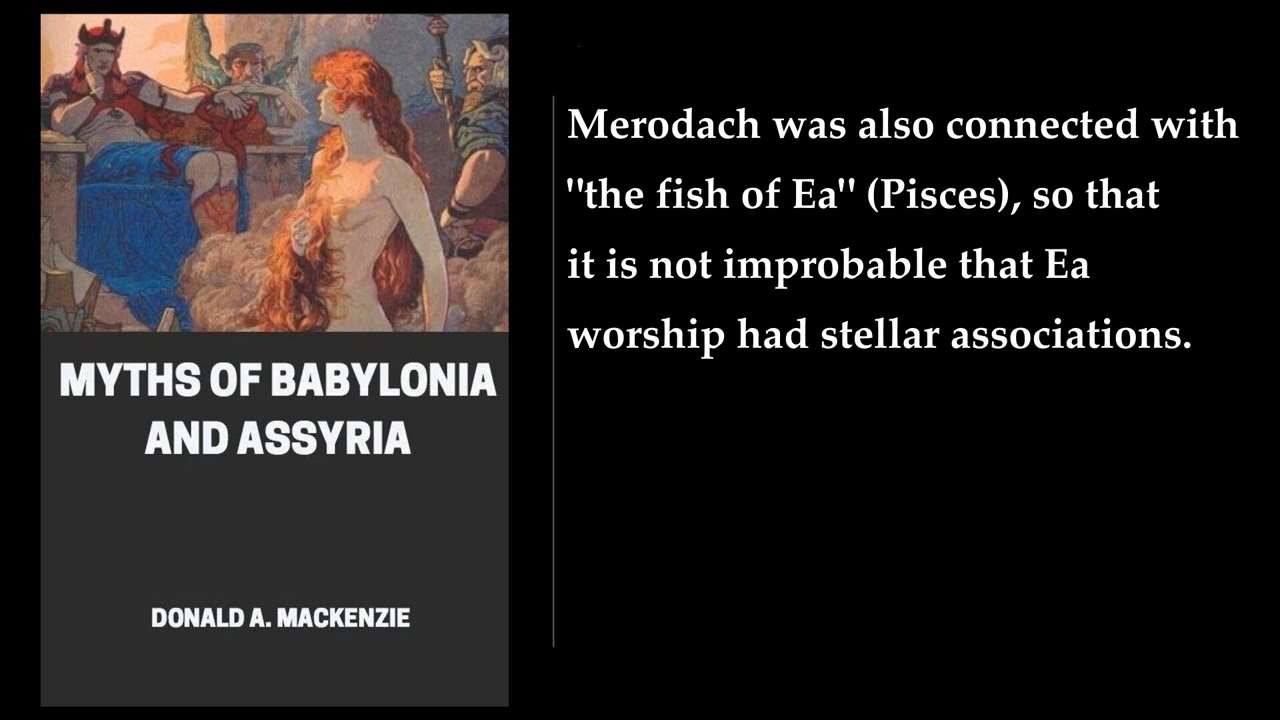 MYTHS OF BABYLONIA
AND ASSYRIA
DONALD A. MACKENZIE
Merodach was also connected with
"the fish of Ea" (Pisces), so that
it is not improbable that Ea
worship had stellar associations.